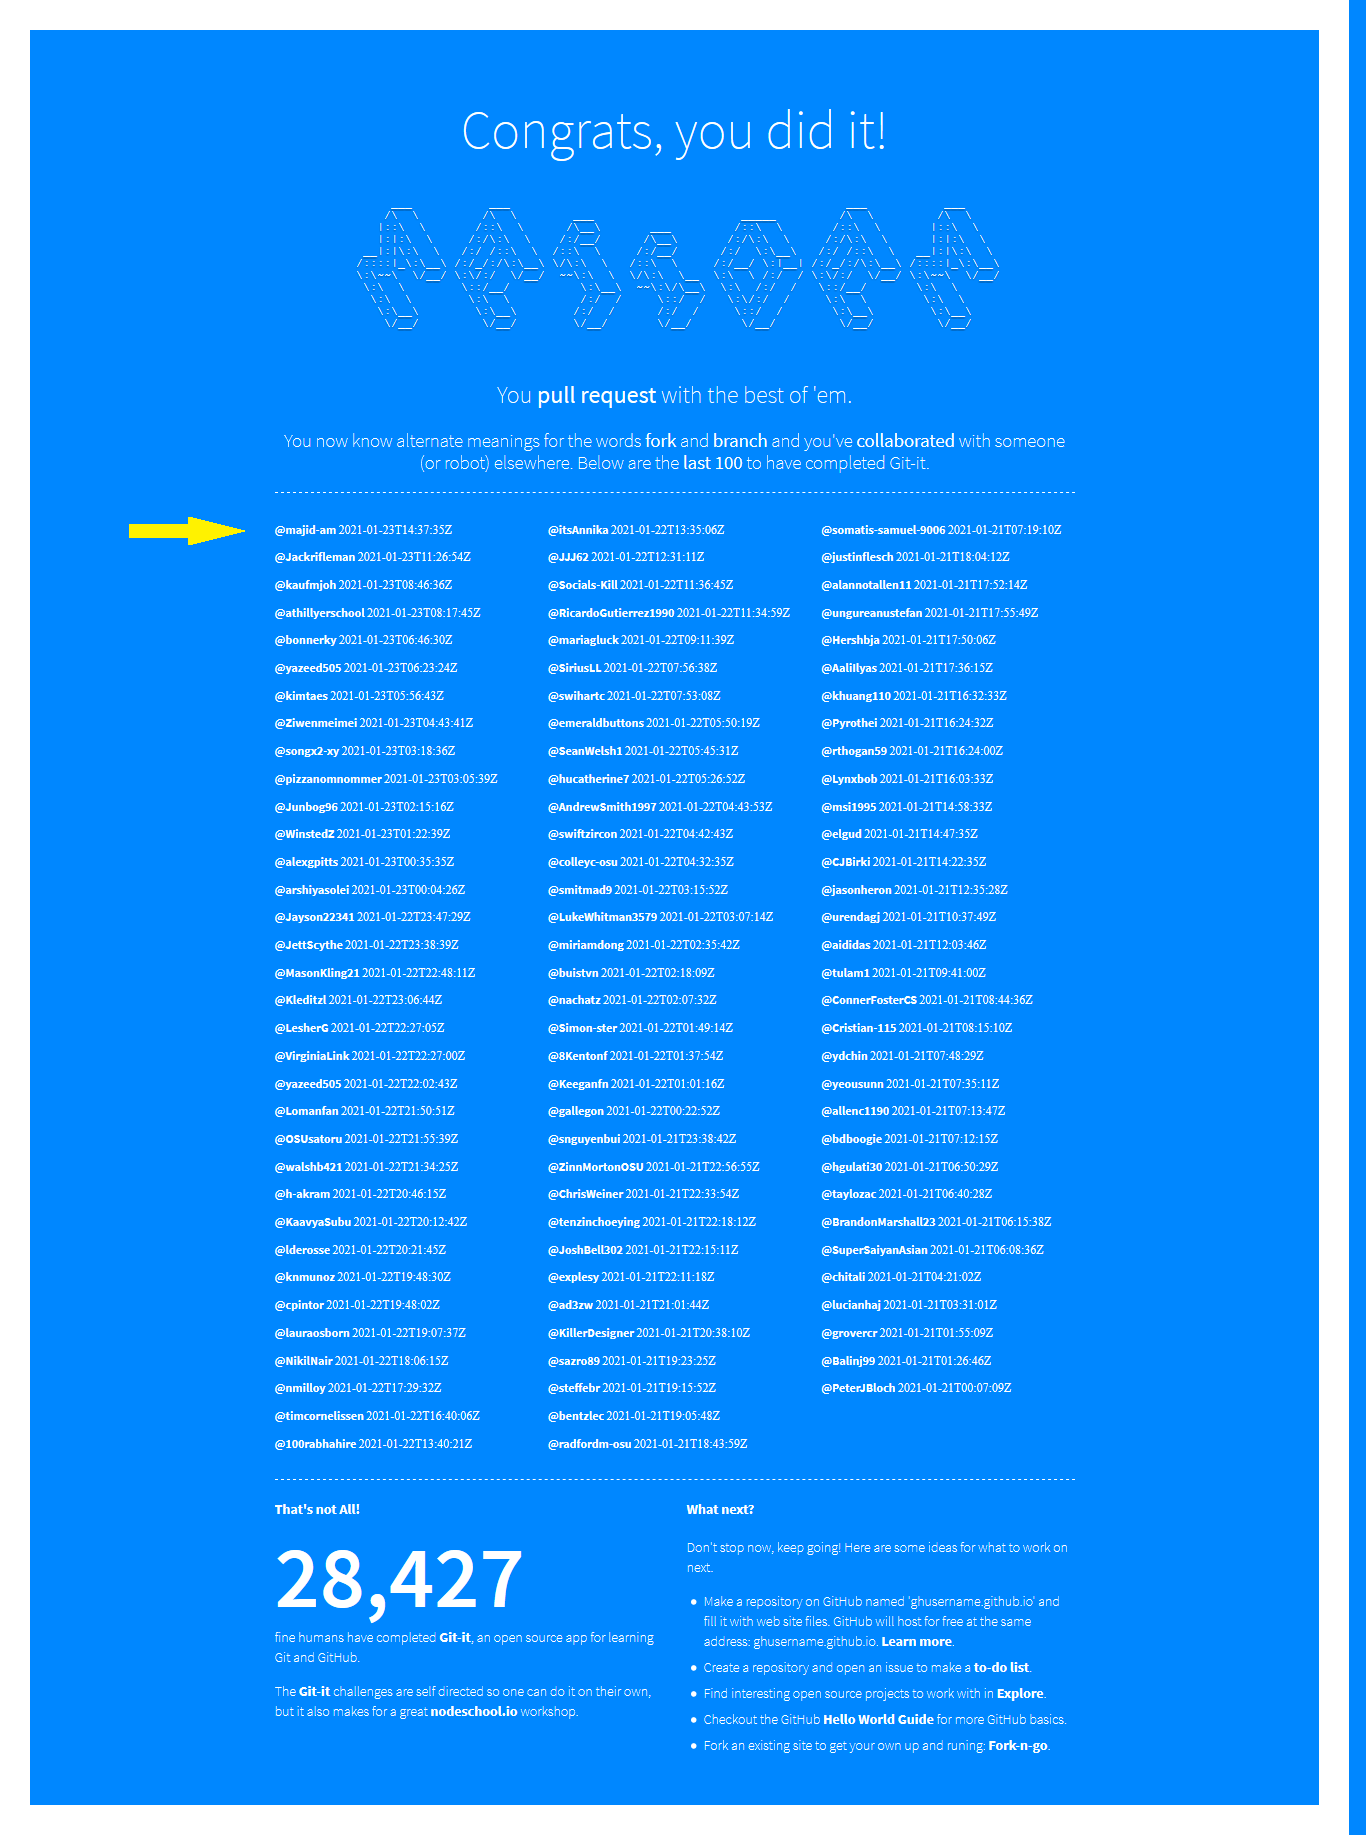 Congrats, you did it!
You pull request with the best of 'em.
You now know alternate meanings for the words fork and branch and you've collaborated with someone
(or robot) elsewhere. Below are the last 100 to have completed Git-it.
@majid-am 2021-01-23T14:37:35Z
@Jackrifleman 2021-01-23T11:26:54Z
@kaufmjoh 2021-01-23T08:46:36Z
@athillyerschool 2021-01-23T08:17:45Z
@bonnerky 2021-01-23T06:46:30Z
@yazeed505 2021-01-23T06:23:24Z
@kimtaes 2021-01-23T05:56:43Z
@Ziwenmeimei 2021-01-23T04:43:41Z
@songx2-xy 2021-01-23T03:18:36Z
@pizzanomnommer 2021-01-23T03:05:39Z
@Junbog96 2021-01-23T02:15:16Z
@WinstedZ 2021-01-23T01:22:39Z
@alexgpitts 2021-01-23T00:35:35Z
@arshiyasolei 2021-01-23T00:04:26Z
@Jayson22341 2021-01-22T23:47:29Z
@JettScythe 2021-01-22T23:38:39Z
@MasonKling21 2021-01-22T22:48:11Z
@Kleditzl 2021-01-22T23:06:44Z
@LesherG 2021-01-22T22:27:05Z
@VirginiaLink 2021-01-22T22:27:00Z
@yazeed505 2021-01-22T22:02:43Z
@Lomanfan 2021-01-22T21:50:51Z
@OSUsatoru 2021-01-22T21:55:39Z
@walshb421 2021-01-22T21:34:25Z
@h-akram 2021-01-22T20:46:15Z
@KaavyaSubu 2021-01-22T20:12:42Z
@lderosse 2021-01-22T20:21:45Z
@knmunoz 2021-01-22T19:48:30Z
@cpintor 2021-01-22T19:48:02Z
@lauraosborn 2021-01-22T19:07:37Z
@NikilNair 2021-01-22T18:06:15Z
@nmilloy 2021-01-22T17:29:32Z
@timcornelissen 2021-01-22T16:40:06Z
@100rabhahire 2021-01-22T13:40:21Z
@itsAnnika 2021-01-22T13:35:06Z
@JJJ62 2021-01-22T12:31:11Z
@Socials-Kill 2021-01-22T11:36:45Z
@RicardoGutierrez1990 2021-01-22T11:34:59Z
@mariagluck 2021-01-22T09:11:39Z
@SiriusLL 2021-01-22T07:56:38Z
@swihartc 2021-01-22T07:53:08Z
@emeraldbuttons 2021-01-22T05:50:19Z
@SeanWelsh1 2021-01-22T05:45:31Z
@hucatherine7 2021-01-22T05:26:52Z
@AndrewSmith1997 2021-01-22T04:43:53Z
@swiftzircon 2021-01-22T04:42:43Z
@colleyc-osu 2021-01-22T04:32:35Z
@smitmad9 2021-01-22T03:15:52Z
@LukeWhitman3579 2021-01-22T03:07:14Z
@miriamdong 2021-01-22T02:35:42Z
@buistvn 2021-01-22T02:18:09Z
@nachatz 2021-01-22T02:07:32Z
@Simon-ster 2021-01-22T01:49:14Z
@8Kentonf 2021-01-22T01:37:54Z
@Keeganfn 2021-01-22T01:01:16Z
@gallegon 2021-01-22T00:22:52Z
@snguyenbui 2021-01-21T23:38:42Z
@ZinnMortonOSU 2021-01-21T22:56:55Z
@ChrisWeiner 2021-01-21T22:33:54Z
@tenzinchoeying 2021-01-21T22:18:12Z
@JoshBell302 2021-01-21T22:15:11Z
@explesy 2021-01-21T22:11:18Z
@ad3zw 2021-01-21T21:01:44Z
@KillerDesigner 2021-01-21T20:38:10Z
@sazro89 2021-01-21T19:23:25Z
@steffebr 2021-01-21T19:15:52Z
@bentzlec 2021-01-21T19:05:48Z
@radfordm-osu 2021-01-21T18:43:59Z
@somatis-samuel-9006 2021-01-21T07:19:10Z
@justinflesch 2021-01-21T18:04:12Z
@alannotallen11 2021-01-21T17:52:14Z
@ungureanustefan 2021-01-21T17:55:49Z
@Hershbja 2021-01-21T17:50:06Z
@AaliIlyas 2021-01-21T17:36:15Z
@khuang110 2021-01-21T16:32:33Z
@Pyrothei 2021-01-21T16:24:32Z
@rthogan59 2021-01-21T16:24:00Z
@Lynxbob 2021-01-21T16:03:33Z
@msi1995 2021-01-21T14:58:33Z
@elgud 2021-01-21T14:47:35Z
@CJBirki 2021-01-21T14:22:35Z
@jasonheron 2021-01-21T12:35:28Z
@urendagj 2021-01-21T10:37:49Z
@aididas 2021-01-21T12:03:46Z
@tulam1 2021-01-21T09:41:00Z
@ConnerFosterCS 2021-01-21T08:44:36Z
@Cristian-115 2021-01-21T08:15:10Z
@ydchin 2021-01-21T07:48:29Z
@yeousunn 2021-01-21T07:35:11Z
@allenc1190 2021-01-21T07:13:47Z
@bdboogie 2021-01-21T07:12:15Z
@hgulati30 2021-01-21T06:50:29Z
@taylozac 2021-01-21T06:40:28Z
@BrandonMarshall23 2021-01-21T06:15:38Z
@SuperSaiyanAsian 2021-01-21T06:08:36Z
@chitali 2021-01-21T04:21:02Z
@lucianhaj 2021-01-21T03:31:01Z
@grovercr 2021-01-21T01:55:09Z
@Balinj99 2021-01-21T01:26:46Z
@PeterJBloch 2021-01-21T00:07:09Z
That's not All!
28,427
fine humans have completed Git-it, an open source app for learning
Git and GitHub.
The Git-it challenges are self directed so one can do it on their own,
but it also makes for a great nodeschool.io workshop.
What next?
Don't stop now, keep going! Here are some ideas for what to work on
next.
• Make a repository on GitHub named 'ghusername.github.io' and
fill it with web site files. GitHub will host for free at the same
address: ghusername.github.io. Learn more.
• Create a repository and open an issue to make a to-do list.
• Find interesting open source projects to work with in Explore.
• Checkout the GitHub Hello World Guide for more GitHub basics.
• Fork an existing site to get your own up and runing: Fork-n-go.